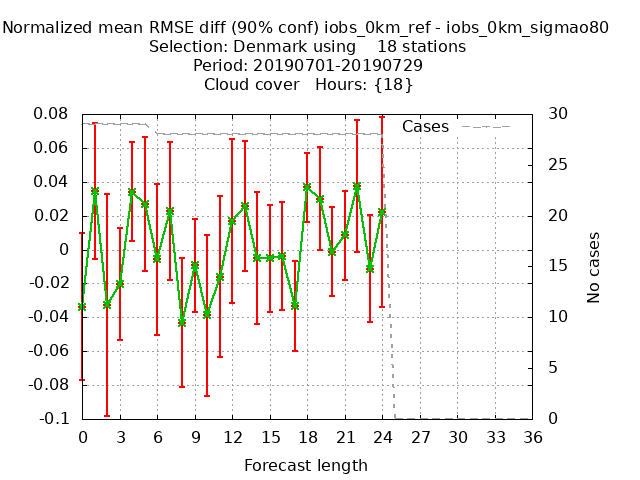 Normalized mean RMSE diff (90% conf) iobs_0km_ref - iobs_0km_sigmao80
Selection: Denmark using    18 stations
Period: 20190701-20190729
Cloud cover   Hours: {18}
Cases
0.08
0.06
0.04
0.02
0
-0.02
-0.04
-0.06
-0.08
-0.1
30
25
20
15
10
5
0
No cases
0 3 6 9 12 15 18 21 24 27 30 33 36
Forecast length